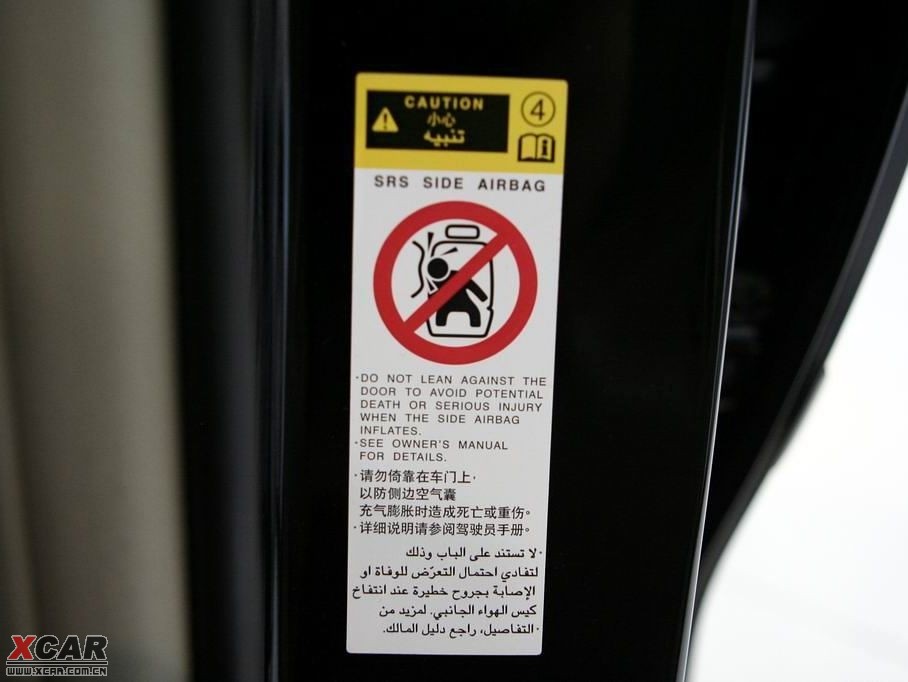 CAUTION
小心
تنبيه
4
SRS SIDE AIRBAG
·DO NOT LEAN AGAINST THE
DOOR TO AVOID POTENTIAL
DEATH OR SERIOUS INJURY
WHEN THE SIDE AIRBAG
INFLATES.
·SEE OWNER'S MANUAL
FOR DETAILS.
·请勿倚靠在车门上,
以防侧边空气囊
充气膨胀时造成死亡或重伤。
·详细说明请参阅驾驶员手册。
·لا تستند على الباب وذلك
لتفادي احتمال التعرّض للوفاة او
الإصابة بجروح خطيرة عند انتفاخ
كيس الهواء الجانبي. لمزيد من
·التفاصيل، راجع دليل المالك.
XCAR
WWW.XCAR.COM.CN